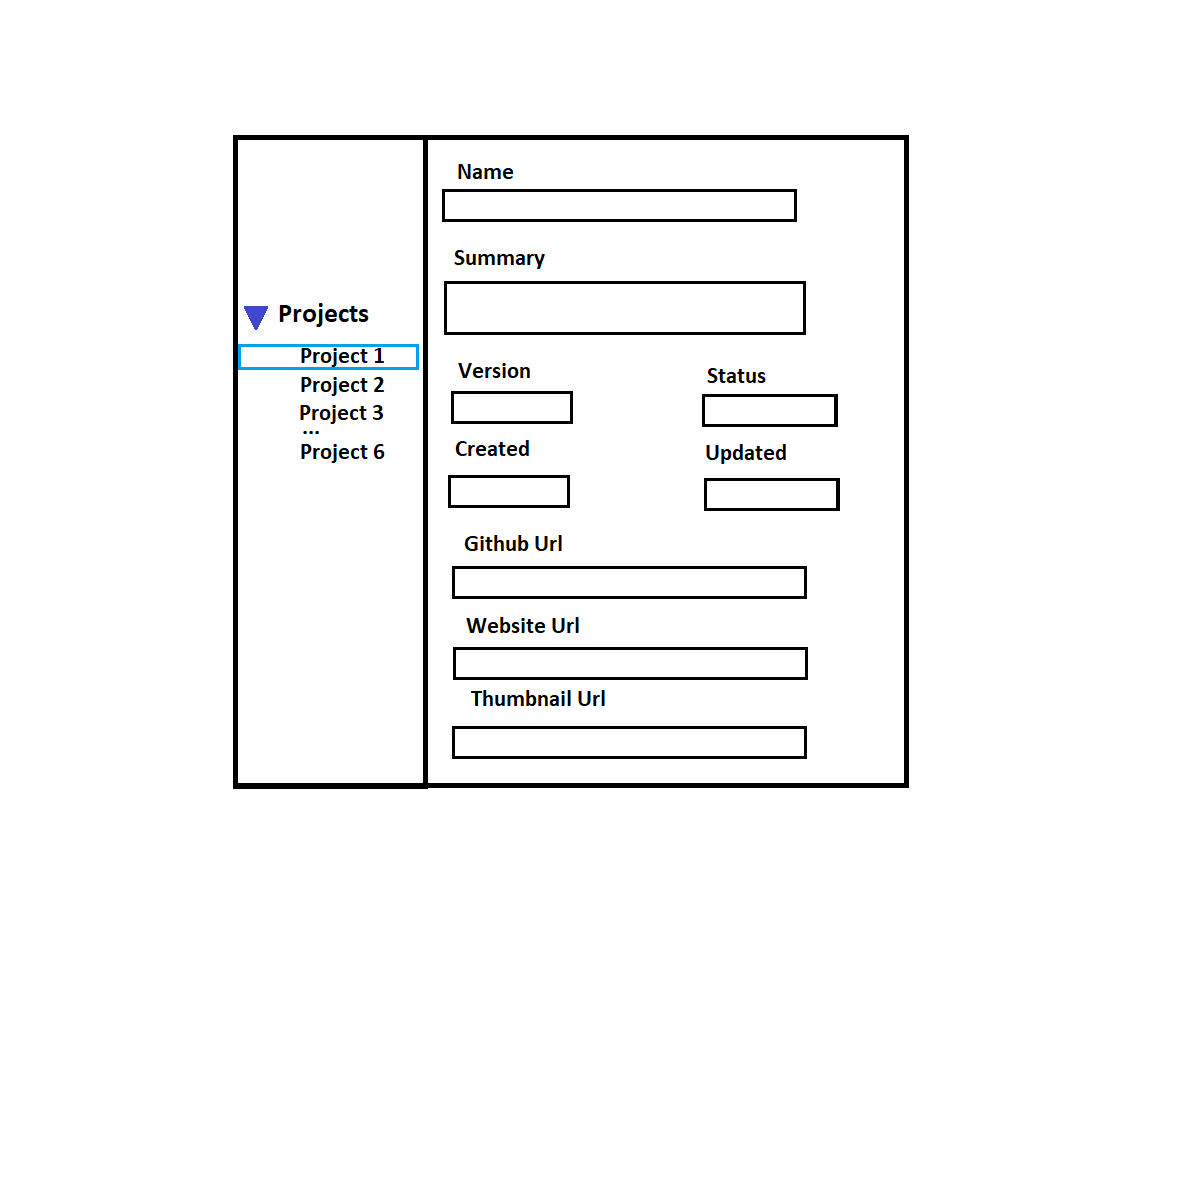 Projects
Project 1
Project 2
Project 3
...
Project 6
Name
Summary
Version
Status
Created
Updated
Github Url
Website Url
Thumbnail Url